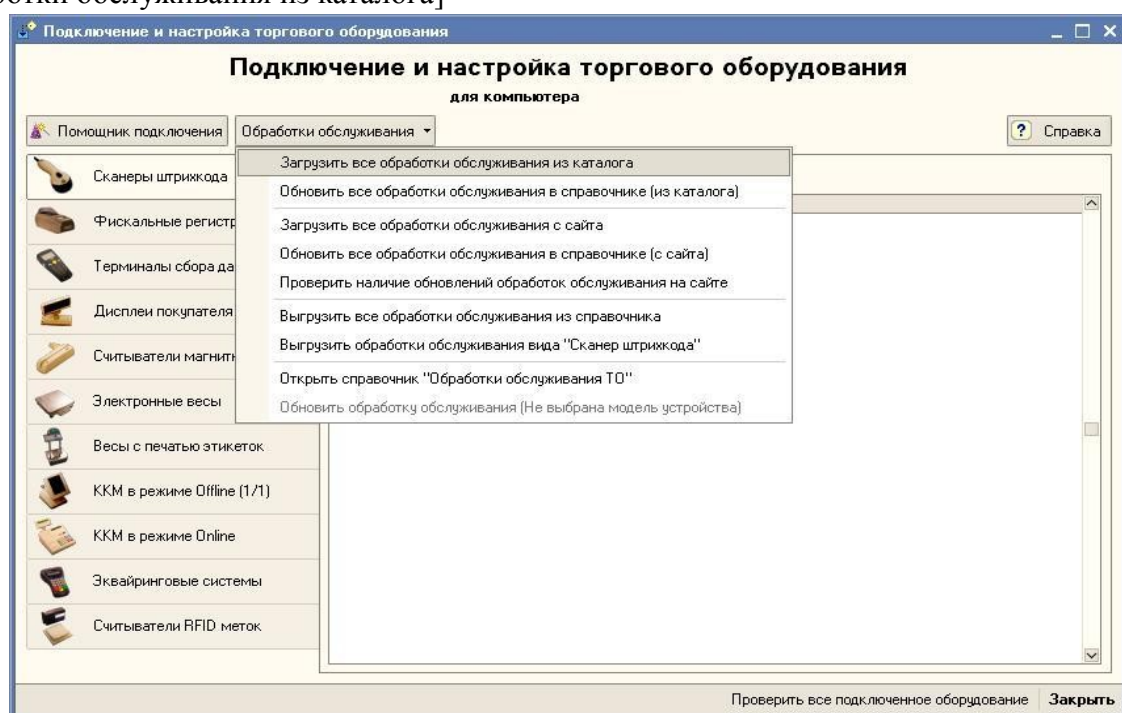 обслуживания из каталога]
Подключение и настройка торгового оборудования
Подключение и настройка торгового оборудования
для компьютера
Помощник подключения
Обработки обслуживания
Справка
Загрузить все обработки обслуживания из каталога
Сканеры штрихкода
Обновить все обработки обслуживания в справочнике (из каталога)
Фискальные регистр
Загрузить все обработки обслуживания с сайта
Обновить все обработки обслуживания в справочнике (с сайта)
Терминалы сбора да
Проверить наличие обновлений обработок обслуживания на сайте
Дисплеи покупателя
Выгрузить все обработки обслуживания из справочника
Выгрузить обработки обслуживания вида "Сканер штрихкода"
Считыватели магнитн
Открыть справочник "Обработки обслуживания ТО"
Электронные весы
Обновить обработку обслуживания (Не выбрана модель устройства)
Весы с печатью этикеток
ККМ в режиме Offline (1/1)
ККМ в режиме Online
Эквайринговые системы
Считыватели RFID меток
Проверить все подключенное оборудование
Закрыть